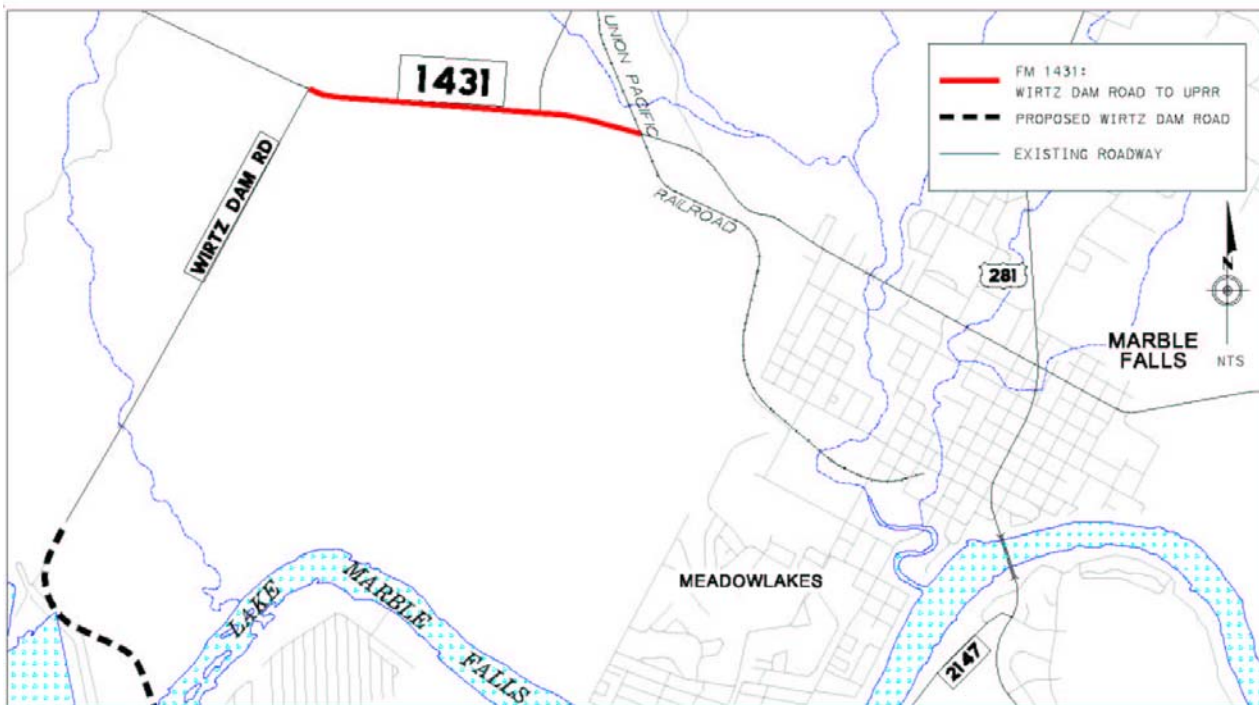 1431
UNION PACIFIC
RAILROAD
WIRTZ DAM RD
FM 1431:
WIRTZ DAM ROAD TO UPRR
PROPOSED WIRTZ DAM ROAD
EXISTING ROADWAY
N
NTS
281
MARBLE
FALLS
MEADOWLAKES
LAKE MARBLE FALLS
2147